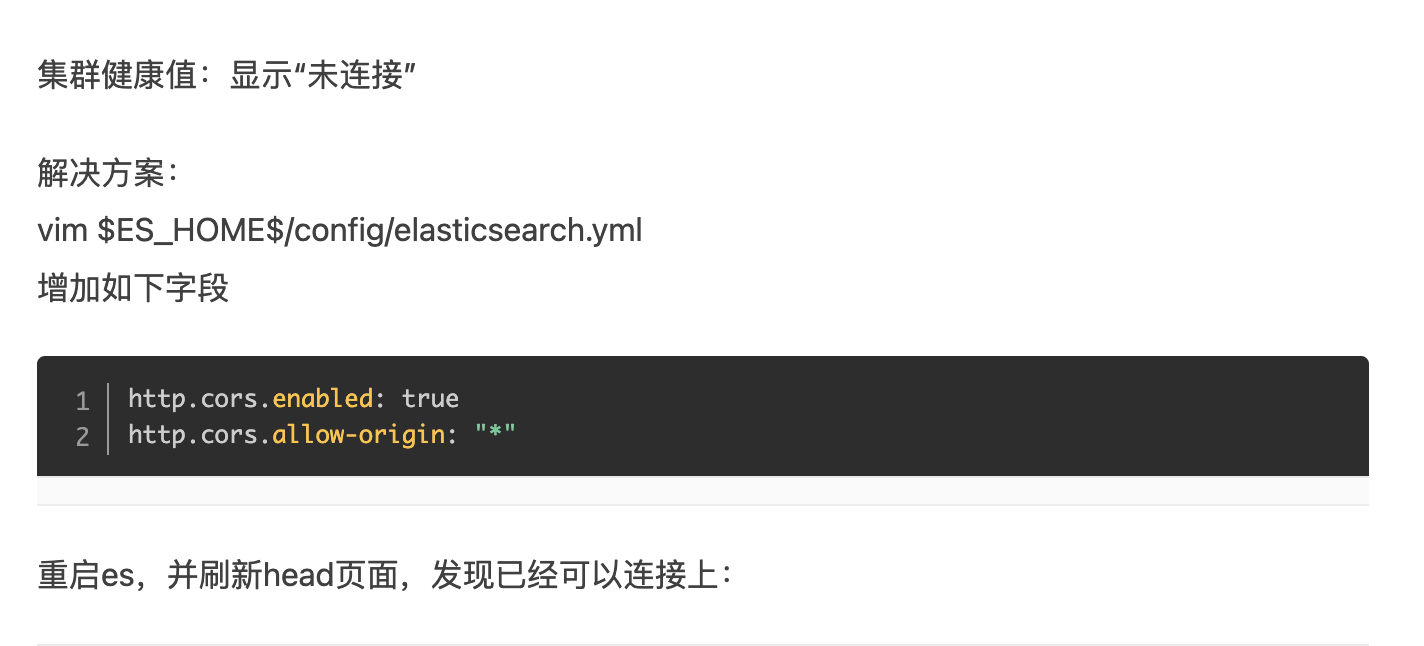 集群健康值：显示“未连接”
解决方案：
vim $ES_HOME$/config/elasticsearch.yml
增加如下字段
1 http.cors.enabled: true
2 http.cors.allow-origin: "*"
重启es，并刷新head页面，发现已经可以连接上：